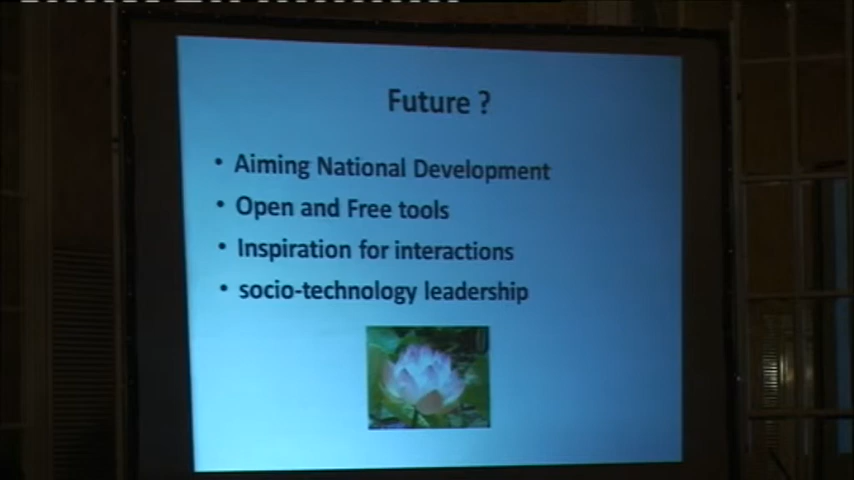 Future ?
• Aiming National Development
• Open and Free tools
• Inspiration for interactions
• socio-technology leadership